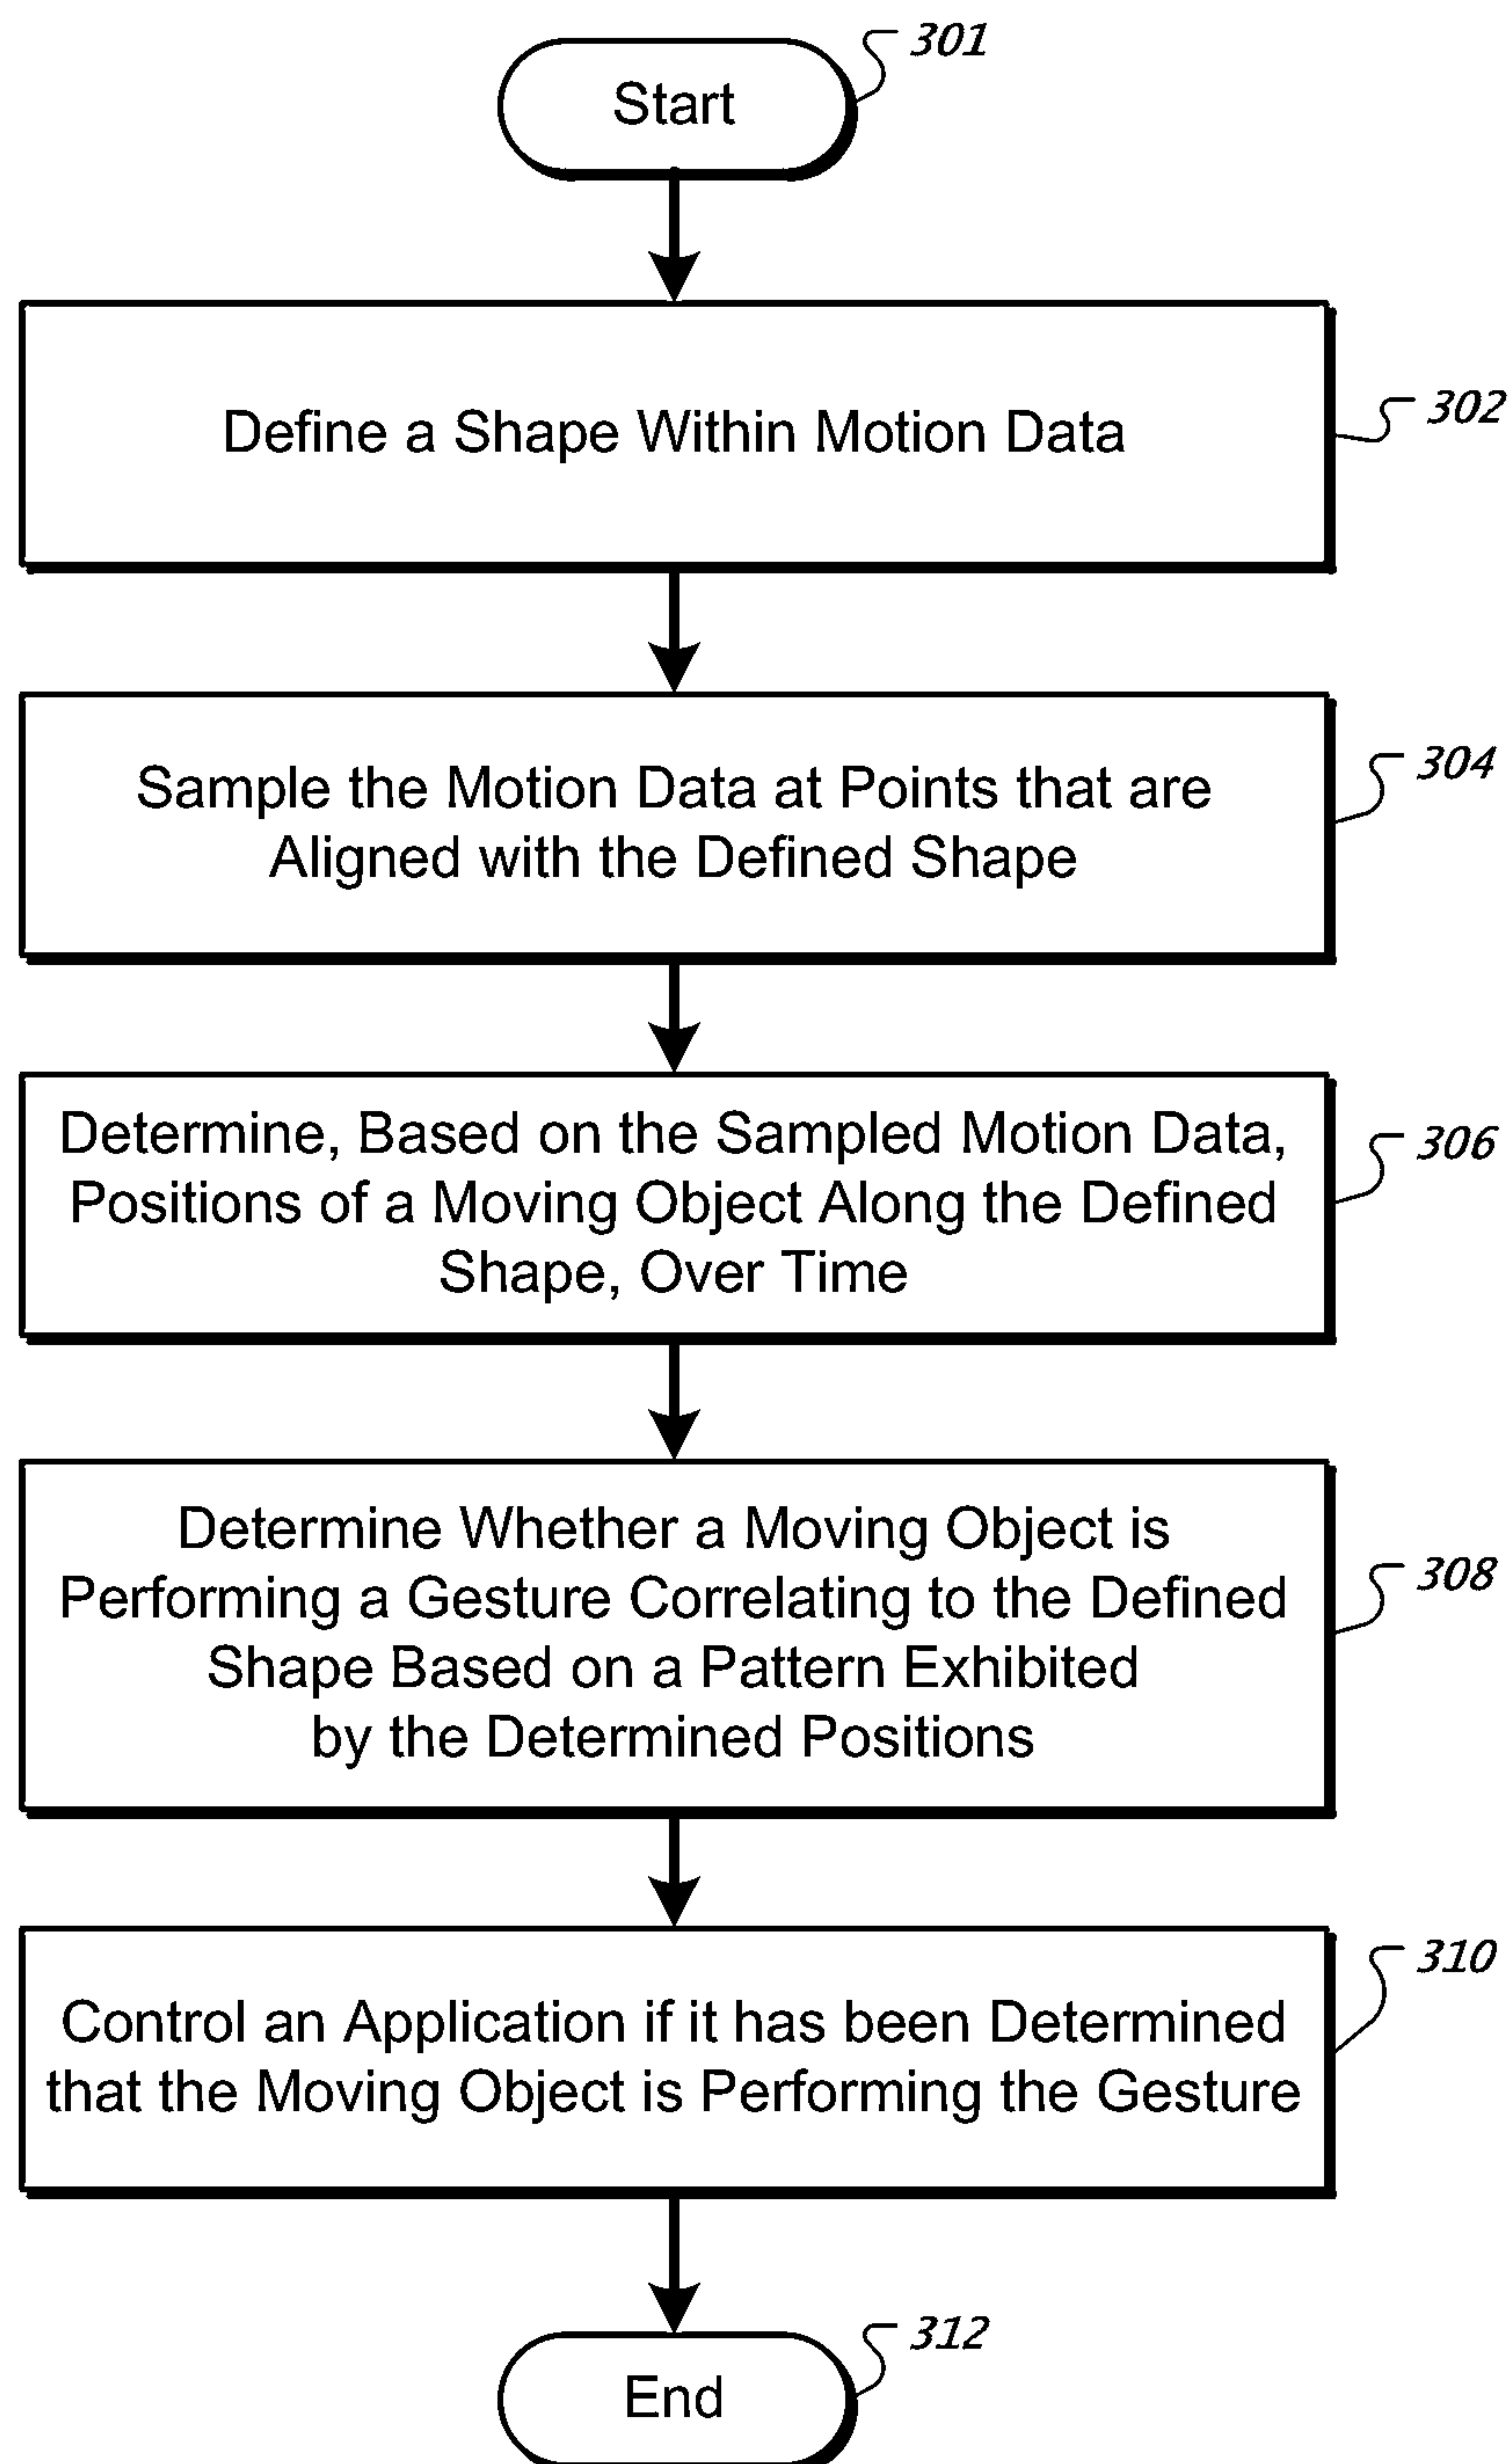 301
Start
302
Define a Shape Within Motion Data
304
Sample the Motion Data at Points that are
Aligned with the Defined Shape
306
Determine, Based on the Sampled Motion Data,
Positions of a Moving Object Along the Defined
Shape, Over Time
308
Determine Whether a Moving Object is
Performing a Gesture Correlating to the Defined
Shape Based on a Pattern Exhibited
by the Determined Positions
310
Control an Application if it has been Determined
that the Moving Object is Performing the Gesture
312
End